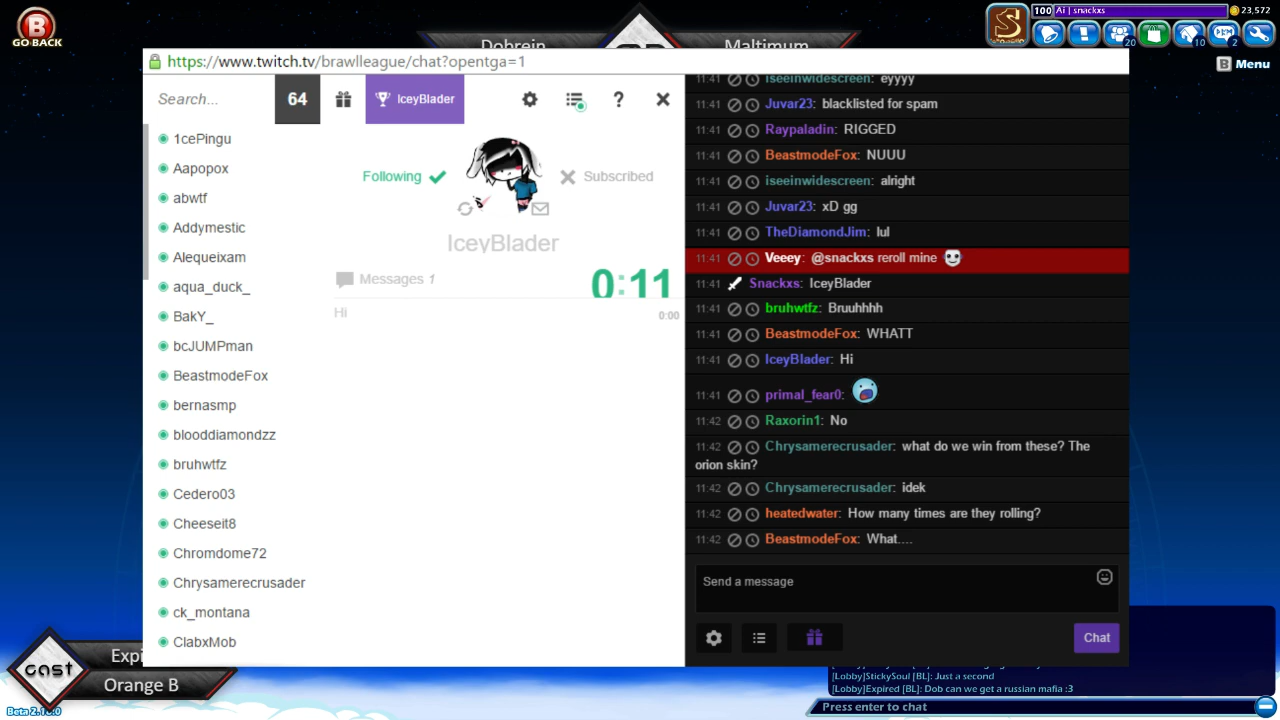 GO BACK
Dohrein
Maltimum
100 Ai | snackxs
23,572
20
10
2
B Menu
https://www.twitch.tv/brawlleague/chat?opentga=1
Search...
64
IceyBlader
?
1cePingu
Aapopox
abwtf
Addymestic
Alequeixam
aqua_duck_
BakY_
bcJUMPman
BeastmodeFox
bernasmp
blooddiamondzz
bruhwtfz
Cedero03
Cheeseit8
Chromdome72
Chrysamerecrusader
ck_montana
ClabxMob
Following
Subscribed
IceyBlader
Messages 1
0:11
Hi
0:00
11:41 iseeinwidescreen: eyyyy
11:41 Juvar23: blacklisted for spam
11:41 Raypaladin: RIGGED
11:41 BeastmodeFox: NUUU
11:41 iseeinwidescreen: alright
11:41 Juvar23: xD gg
11:41 TheDiamondJim: lul
11:41 Veeey: @snackxs reroll mine
11:41 Snackxs: IceyBlader
11:41 bruhwtfz: Bruuhhhh
11:41 BeastmodeFox: WHATT
11:41 IceyBlader: Hi
11:41 primal_fear0:
11:42 Raxorin1: No
11:42 Chrysamerecrusader: what do we win from these? The
orion skin?
11:42 Chrysamerecrusader: idek
11:42 heatedwater: How many times are they rolling?
11:42 BeastmodeFox: What....
Send a message
Chat
cast
Expi
Orange B
[Lobby]StickySoul [BL]: Just a second
[Lobby]Expired [BL]: Dob can we get a russian mafia :3
Press enter to chat